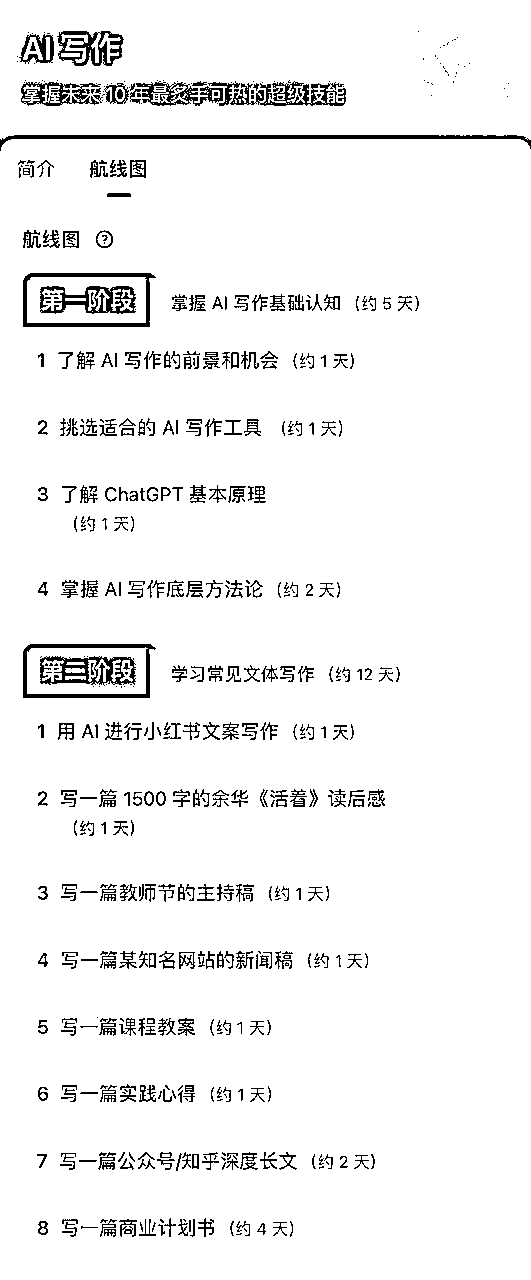 AI 写作
掌握未来 10 年最炙手可热的超级技能
简介 航线图
航线图 ?
第一阶段 掌握 AI 写作基础认知（约 5 天）
1 了解 AI 写作的前景和机会（约 1 天）
2 挑选适合的 AI 写作工具（约 1 天）
3 了解 ChatGPT 基本原理
（约 1 天）
4 掌握 AI 写作底层方法论（约 2 天）
第二阶段 学习常见文体写作（约 12 天）
1 用 AI 进行小红书文案写作（约 1 天）
2 写一篇 1500 字的余华《活着》读后感
（约 1 天）
3 写一篇教师节的主持稿（约 1 天）
4 写一篇某知名网站的新闻稿（约 1 天）
5 写一篇课程教案（约 1 天）
6 写一篇实践心得（约 1 天）
7 写一篇公众号/知乎深度长文（约 2 天）
8 写一篇商业计划书（约 4 天）